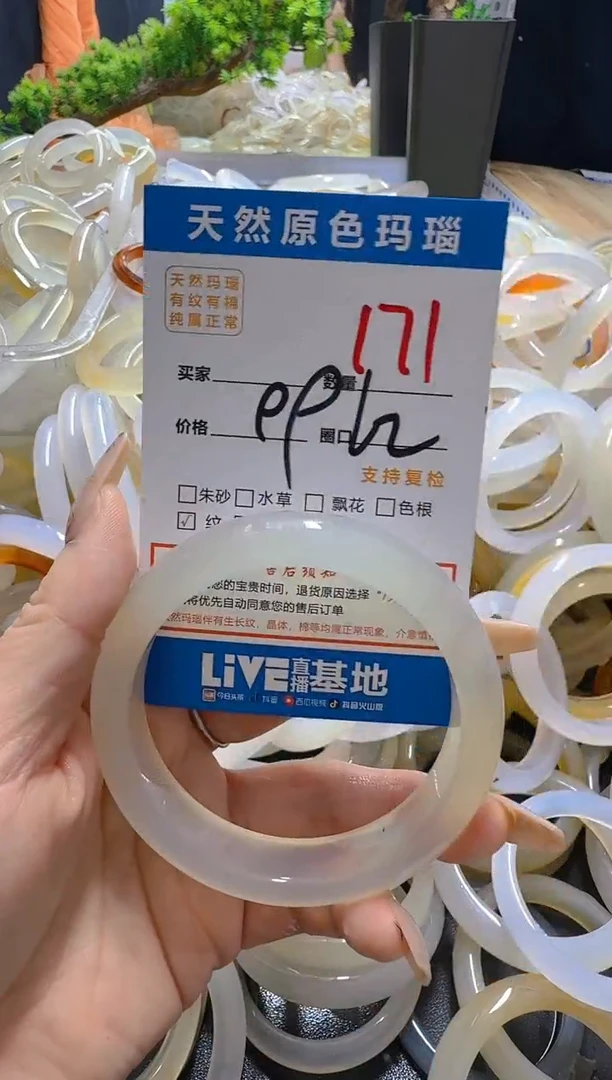 天然原色玛瑙
天然玛瑙
有纹有棉
纯属正常
171
买家 数量
价格 圈口
支持复检
□朱砂□水草□飘花□色根
☑纹
售后须知
您的宝贵时间，退货原因选择
将优先自动同意您的售后订单
然玛瑙伴有生长纹，晶体，棉等均属正常现象，介意慎
LiVE直播基地
今日头条 抖音 西瓜视频 抖音火山版